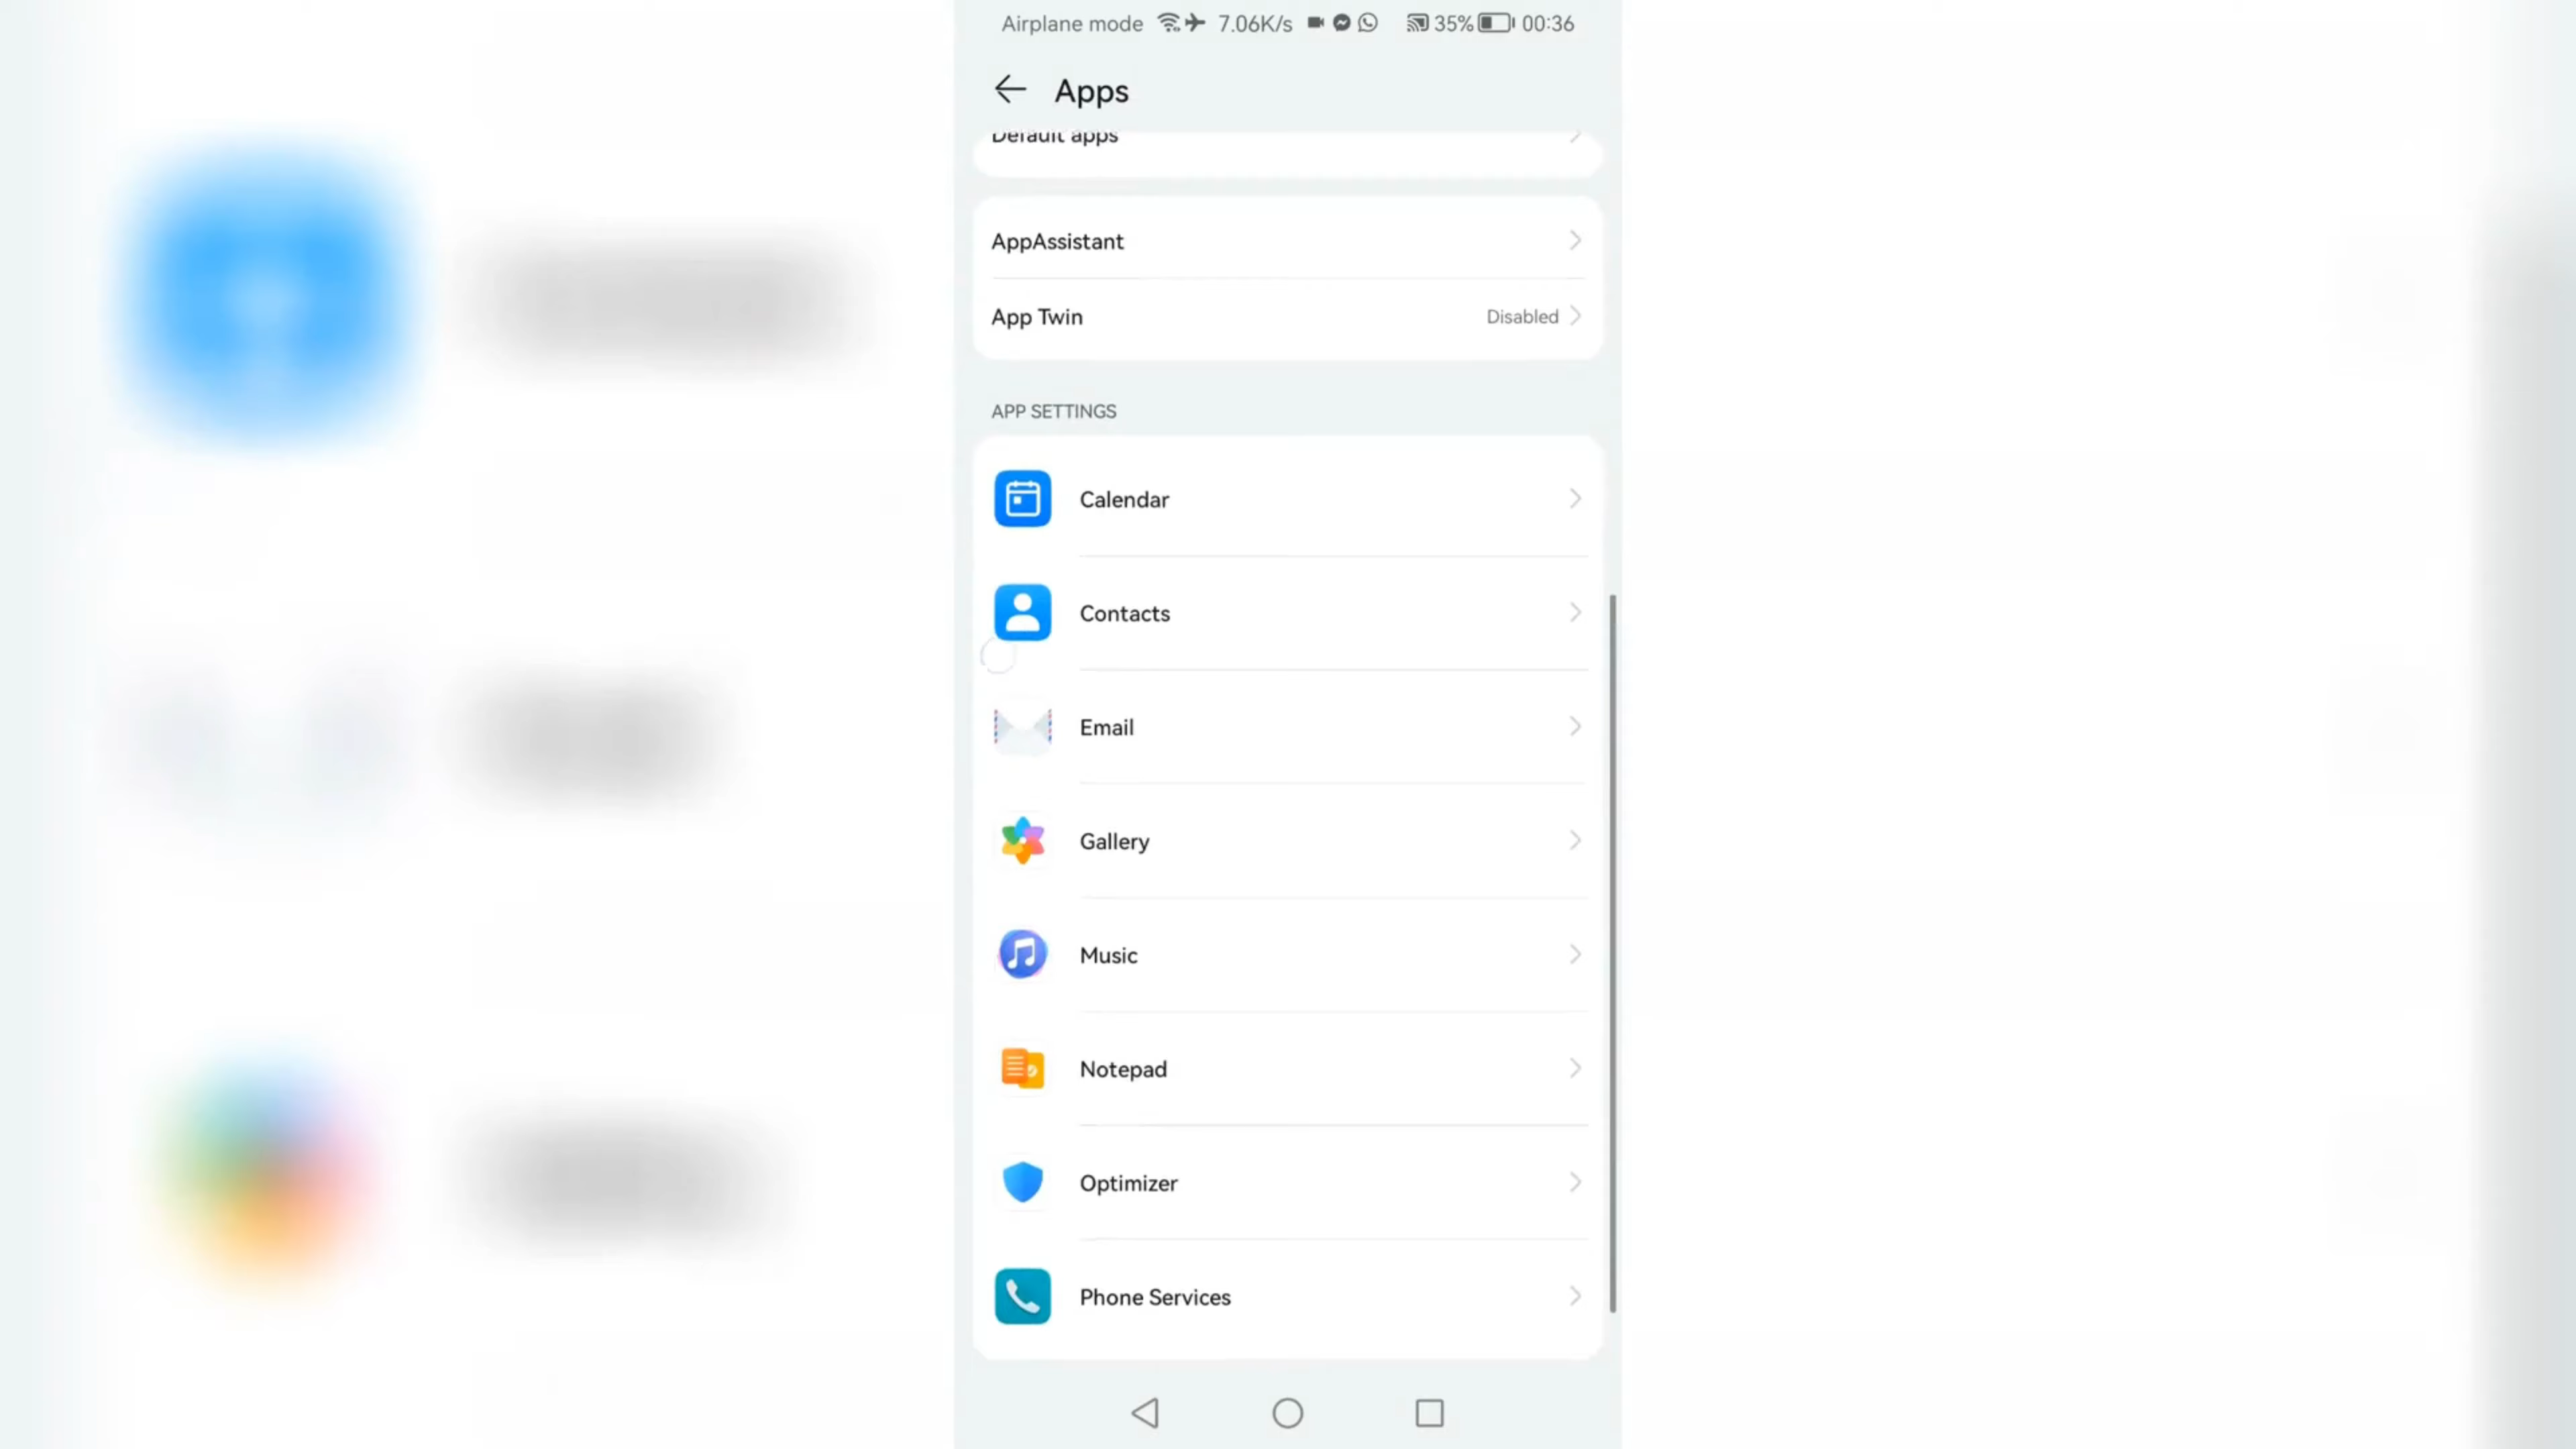 Airplane mode 7.06K/s 35% 00:36
Apps
Default apps
AppAssistant
App Twin Disabled
APP SETTINGS
Calendar
Contacts
Email
Gallery
Music
Notepad
Optimizer
Phone Services